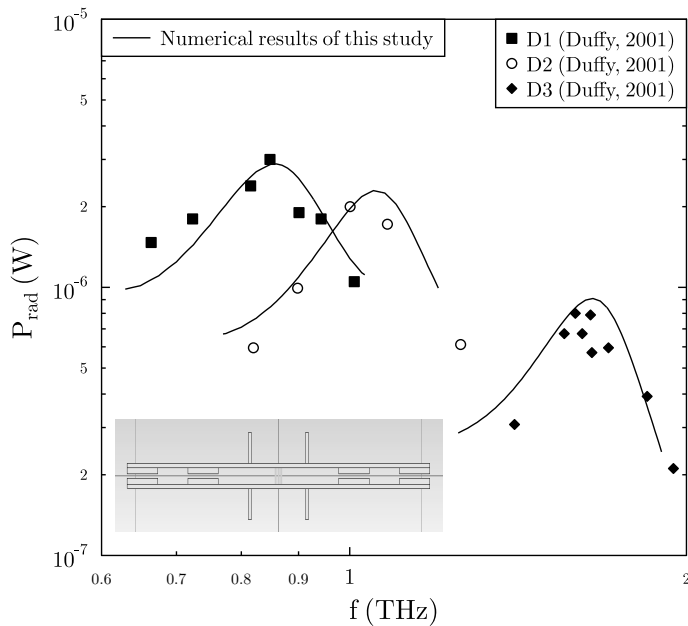 10⁻⁵
Numerical results of this study
D1 (Duffy, 2001)
D2 (Duffy, 2001)
D3 (Duffy, 2001)
5
2
10⁻⁶
5
2
10⁻⁷
P_rad (W)
0.6 0.7 0.8 0.9 1 2
f (THz)